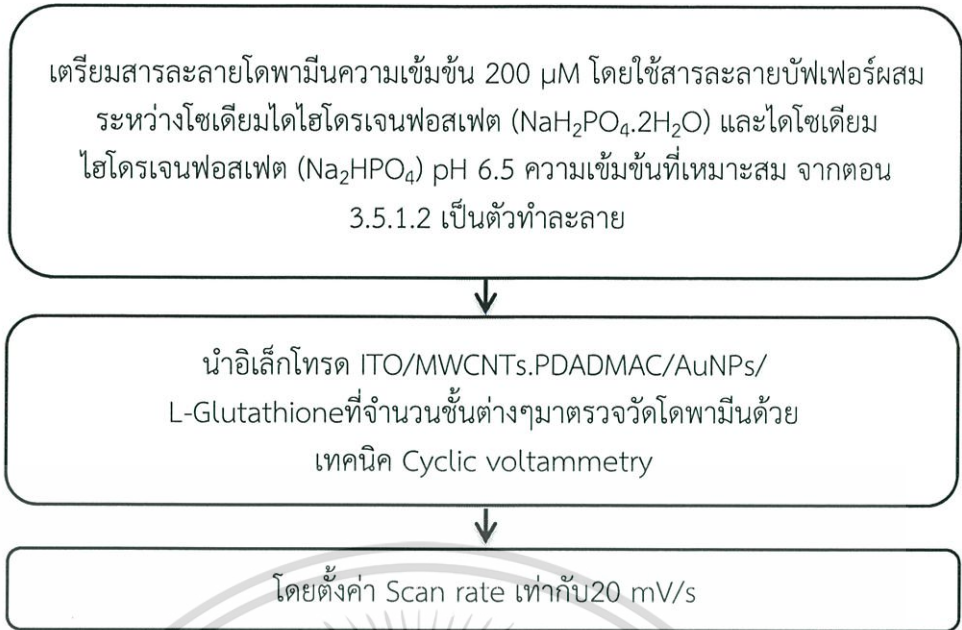 เตรียมสารละลายโดพามีนความเข้มข้น 200 µM โดยใช้สารละลายบัฟเฟอร์ผสม
ระหว่างโซเดียมไดไฮโดรเจนฟอสเฟต (NaH₂PO₄.2H₂O) และไดโซเดียม
ไฮโดรเจนฟอสเฟต (Na₂HPO₄) pH 6.5 ความเข้มข้นที่เหมาะสม จากตอน
3.5.1.2 เป็นตัวทำละลาย
นำอิเล็กโทรด ITO/MWCNTs.PDADMAC/AuNPs/
L-Glutathioneที่จำนวนชั้นต่างๆมาตรวจวัดโดพามีนด้วย
เทคนิค Cyclic voltammetry
โดยตั้งค่า Scan rate เท่ากับ20 mV/s